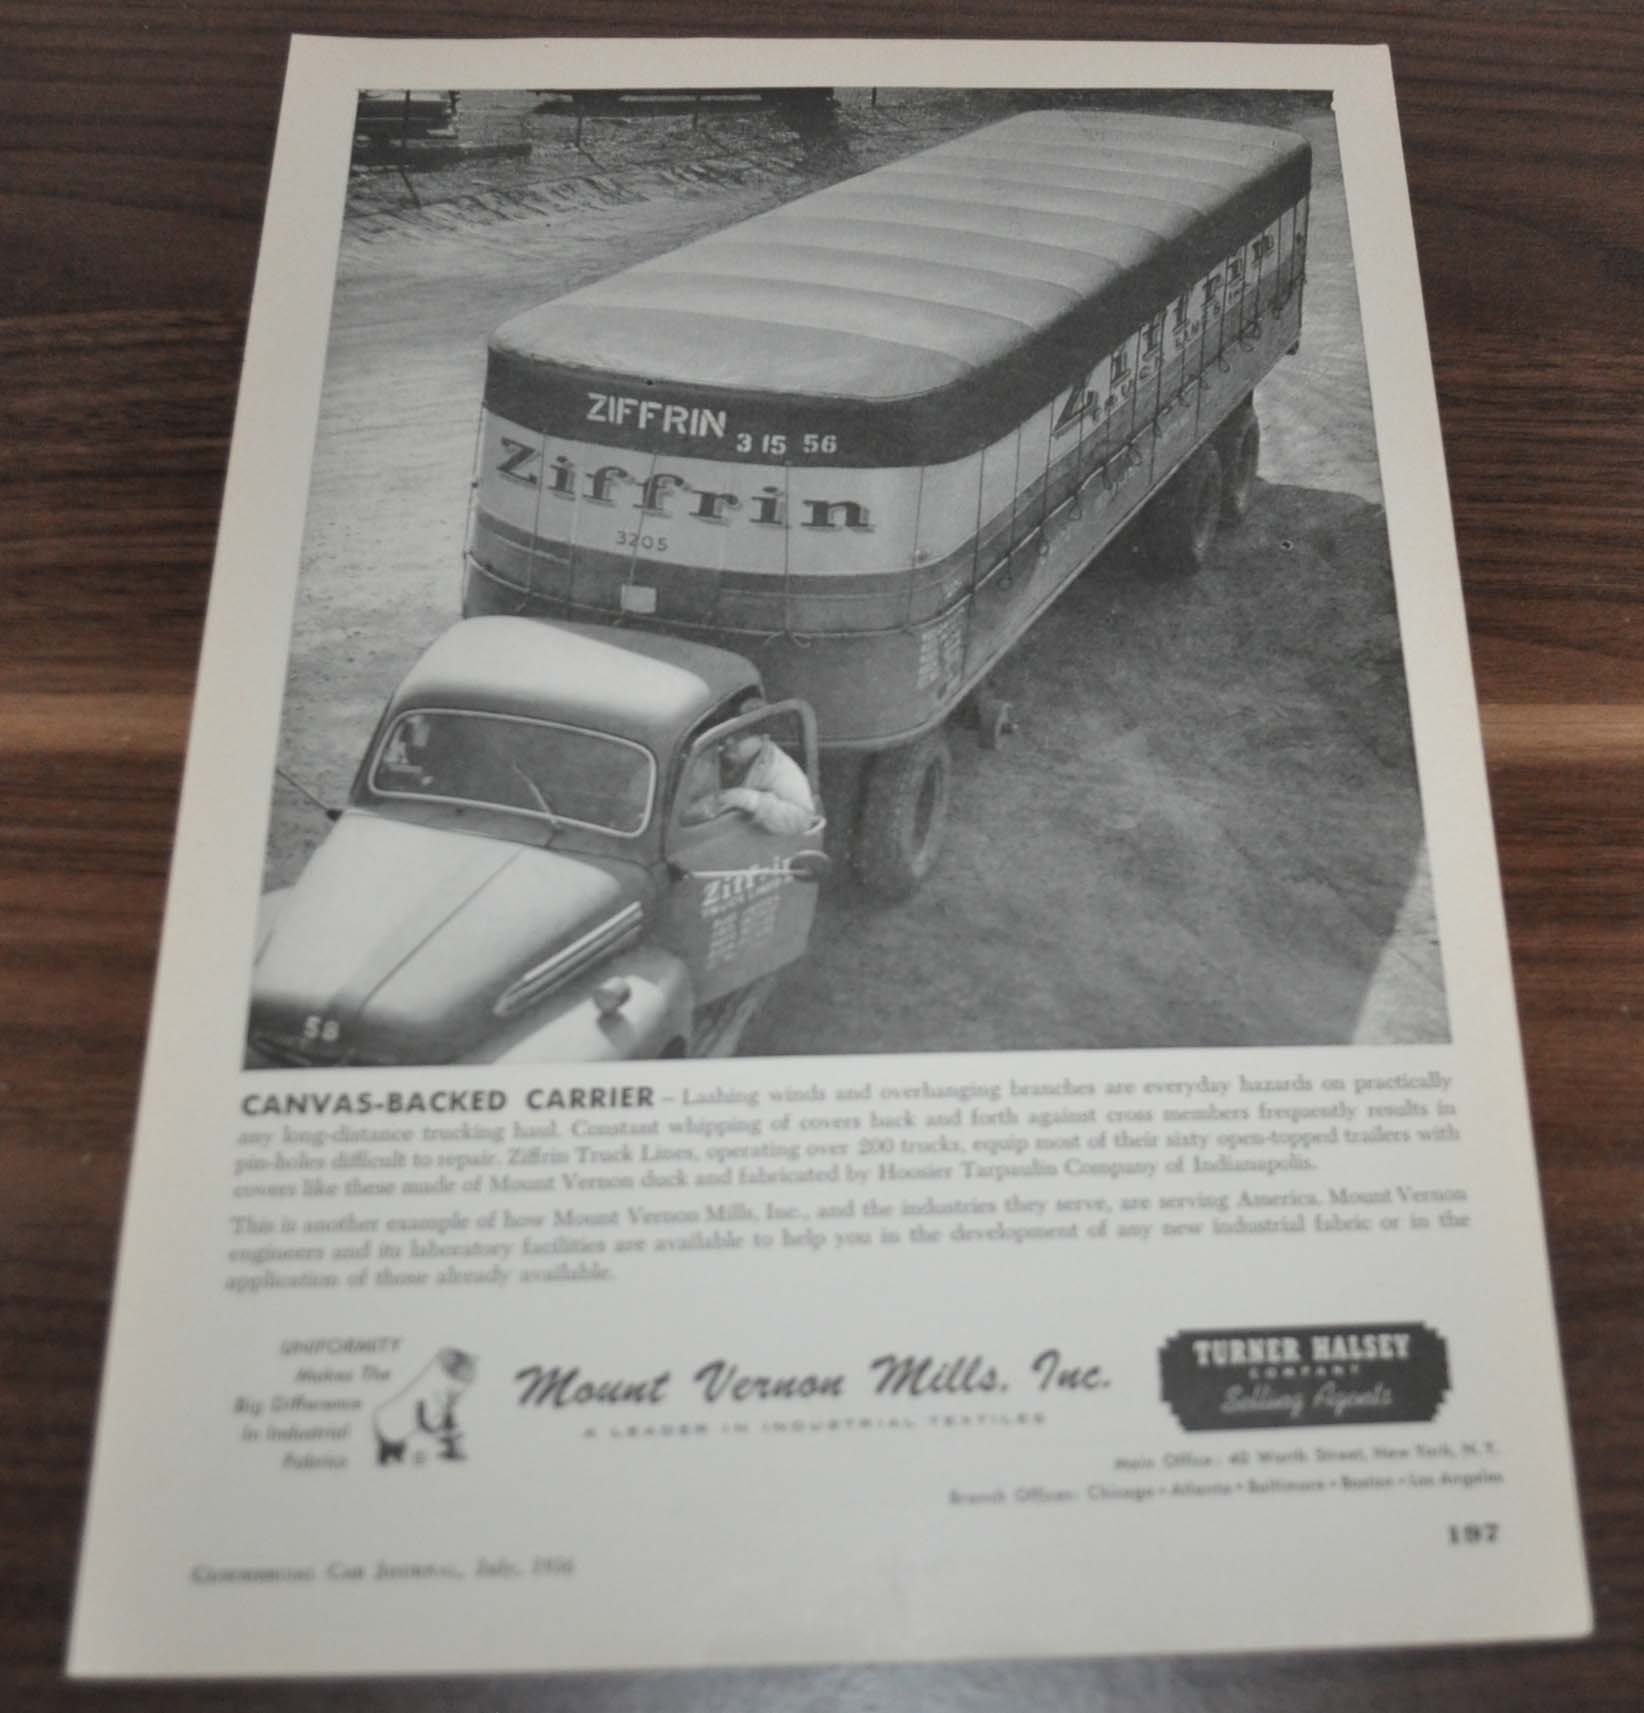 ZIFFRIN
3 15 56
Ziffrin
3205
Ziffrin
TRUCK LINES INC
Ziffrin
TRUCK LINES
58
CANVAS-BACKED CARRIER – Lashing winds and overhanging branches are everyday hazards on practically
any long-distance trucking haul. Constant whipping of covers back and forth against cross members frequently results in
pin-holes difficult to repair. Ziffrin Truck Lines, operating over 200 trucks, equip most of their sixty open-topped trailers with
covers like these made of Mount Vernon duck and fabricated by Hoosier Tarpaulin Company of Indianapolis.
This is another example of how Mount Vernon Mills, Inc., and the industries they serve, are serving America. Mount Vernon
engineers and its laboratory facilities are available to help you in the development of any new industrial fabric or in the
application of those already available.
UNIFORMITY
Makes The
Big Difference
In Industrial
Fabrics
Mount Vernon Mills, Inc.
A LEADER IN INDUSTRIAL TEXTILES
TURNER HALSEY
COMPANY
Selling Agents
Main Office: 40 Worth Street, New York, N. Y.
Branch Offices: Chicago • Atlanta • Baltimore • Boston • Los Angeles
197
COMMERCIAL CAR JOURNAL, July, 1956